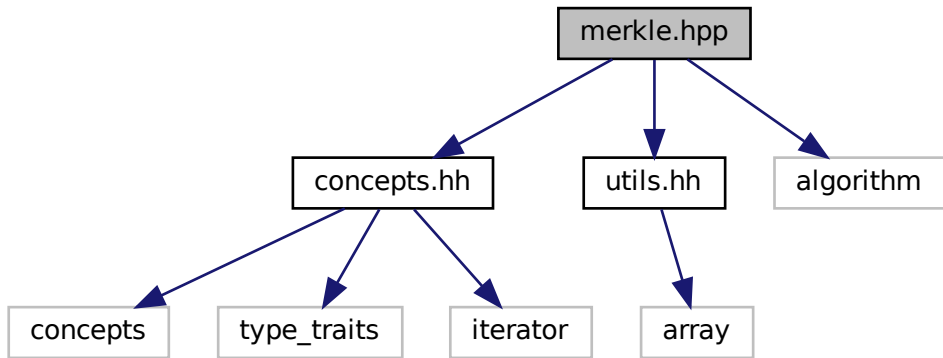 merkle.hpp
concepts.hh
utils.hh
algorithm
concepts
type_traits
iterator
array